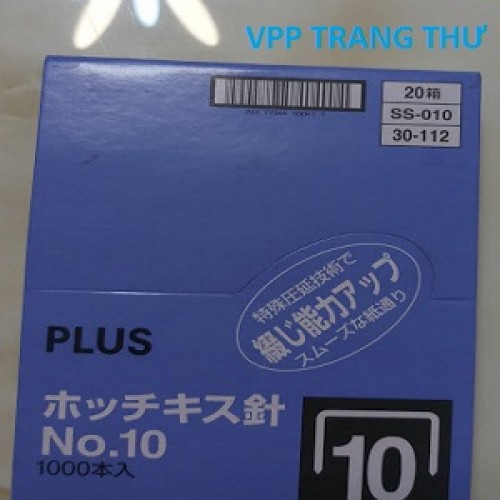 VPP TRANG THƯ
20箱
SS-010
30-112
特殊圧延技術で
綴じ能力アップ
スムーズな紙通り
PLUS
ホッチキス針
No.10
1000本入
10